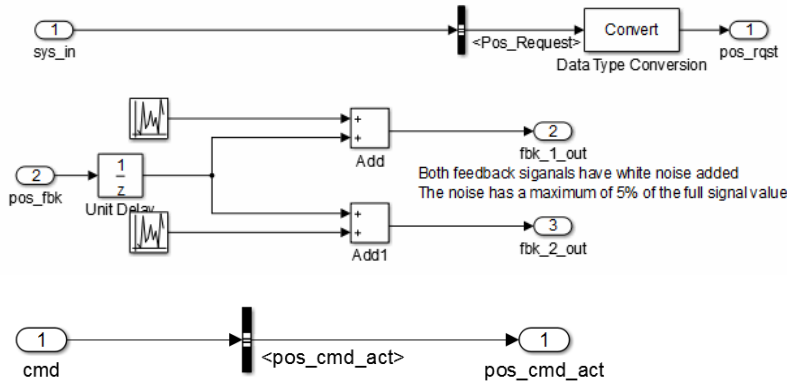 1
sys_in
<Pos_Request>
Convert
Data Type Conversion
1
pos_rqst
+
+
Add
2
fbk_1_out
Both feedback siganals have white noise added
The noise has a maximum of 5% of the full signal value
2
pos_fbk
1
z
Unit Delay
+
+
Add1
3
fbk_2_out
1
cmd
<pos_cmd_act>
1
pos_cmd_act